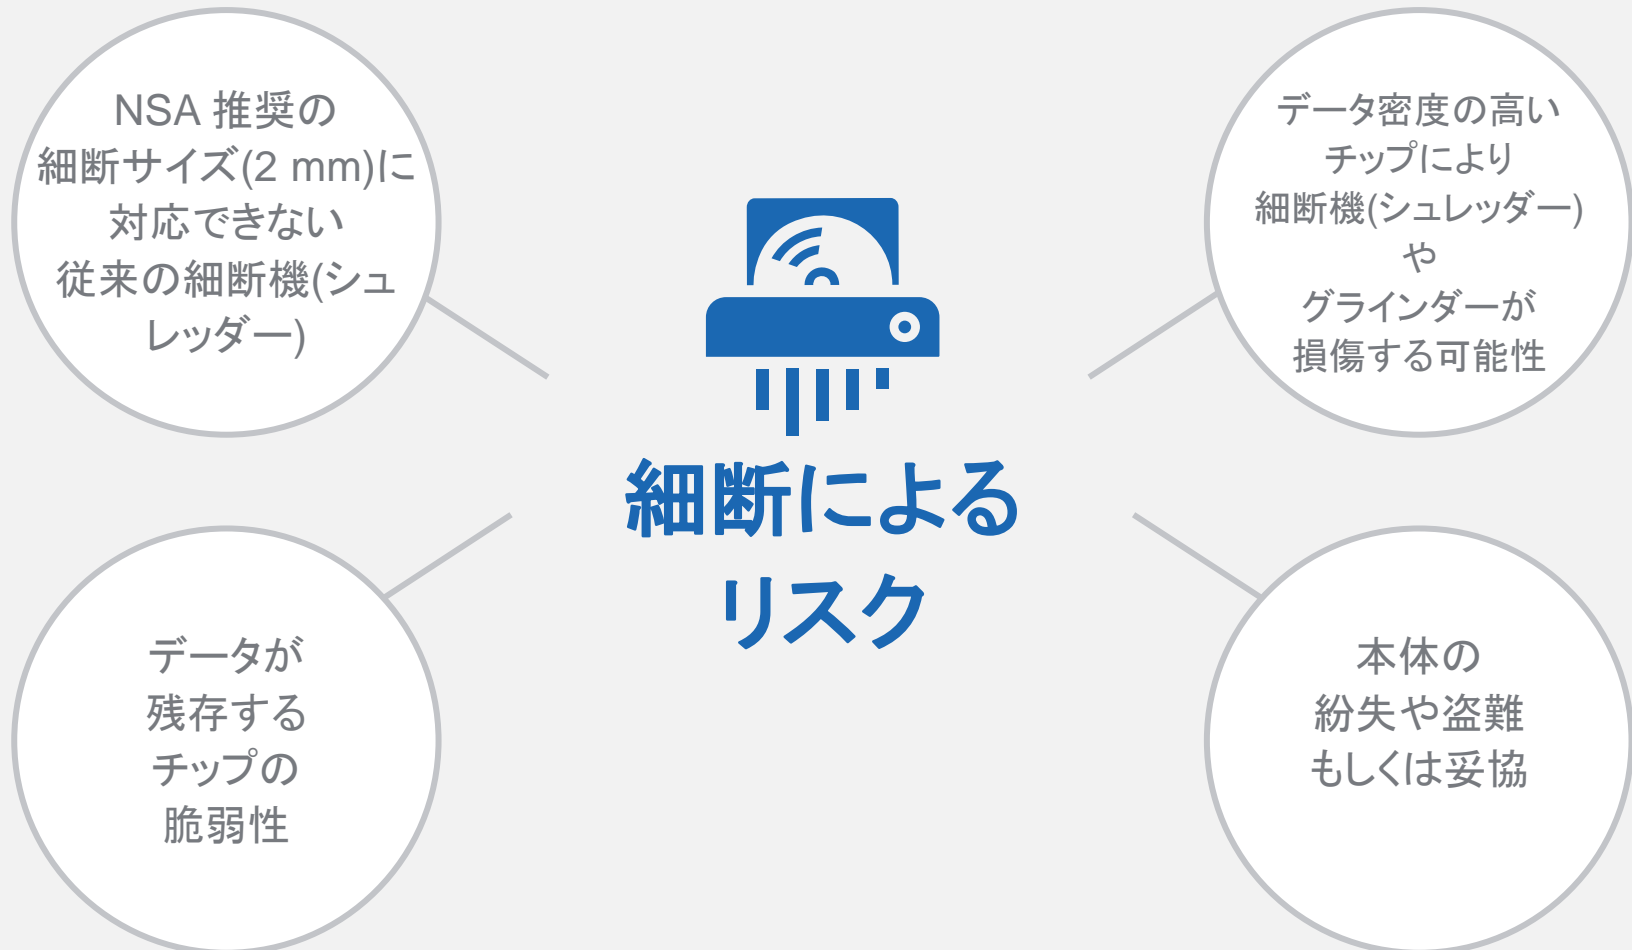 NSA 推奨の
細断サイズ(2 mm)に
対応できない
従来の細断機(シュ
レッダー)
データ密度の高い
チップにより
細断機(シュレッダー)
や
グラインダーが
損傷する可能性
細断による
リスク
データが
残存する
チップの
脆弱性
本体の
紛失や盗難
もしくは妥協